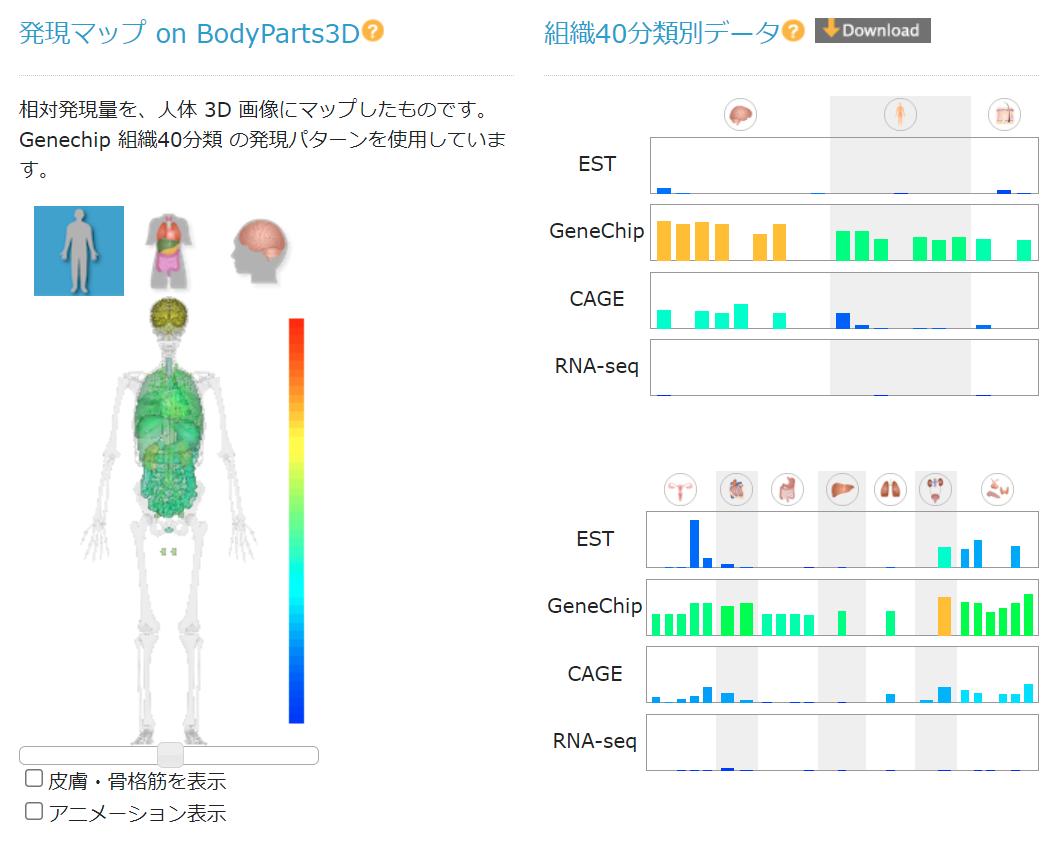 発現マップ on BodyParts3D?
相対発現量を、人体 3D 画像にマップしたものです。
Genechip 組織40分類 の発現パターンを使用していま
す。
皮膚・骨格筋を表示
アニメーション表示
組織40分類別データ?
Download
EST
GeneChip
CAGE
RNA-seq
EST
GeneChip
CAGE
RNA-seq